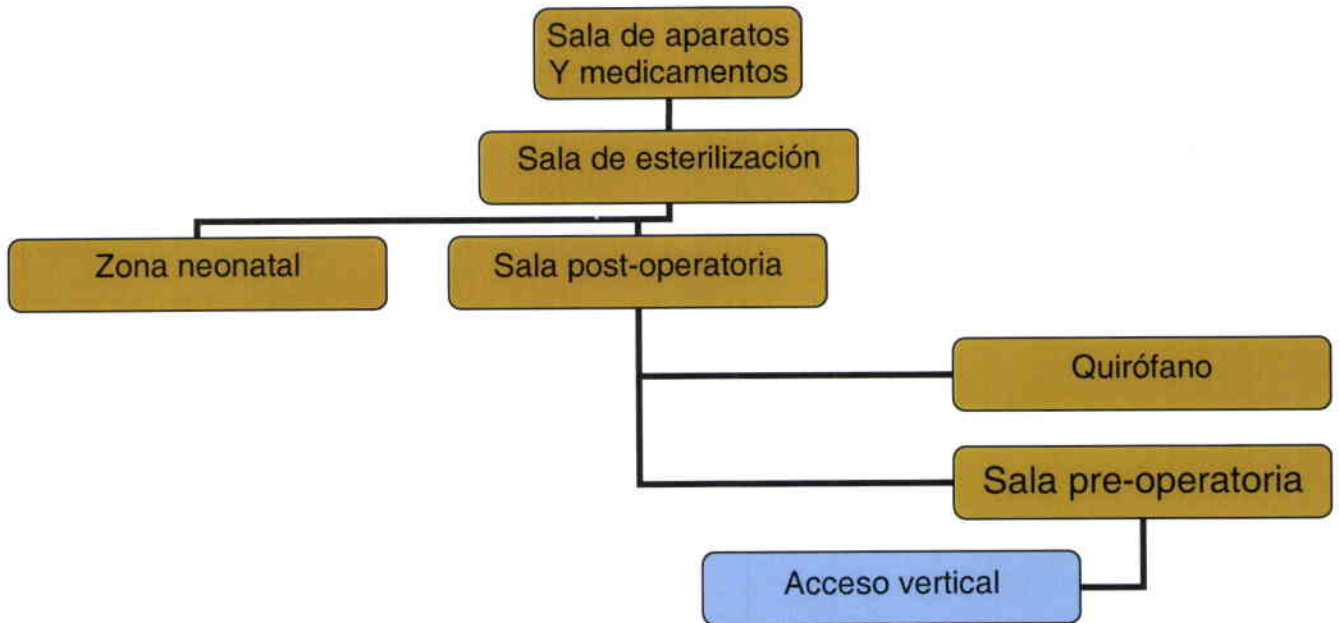 Sala de aparatos
Y medicamentos
Sala de esterilización
Zona neonatal
Sala post-operatoria
Quirófano
Sala pre-operatoria
Acceso vertical